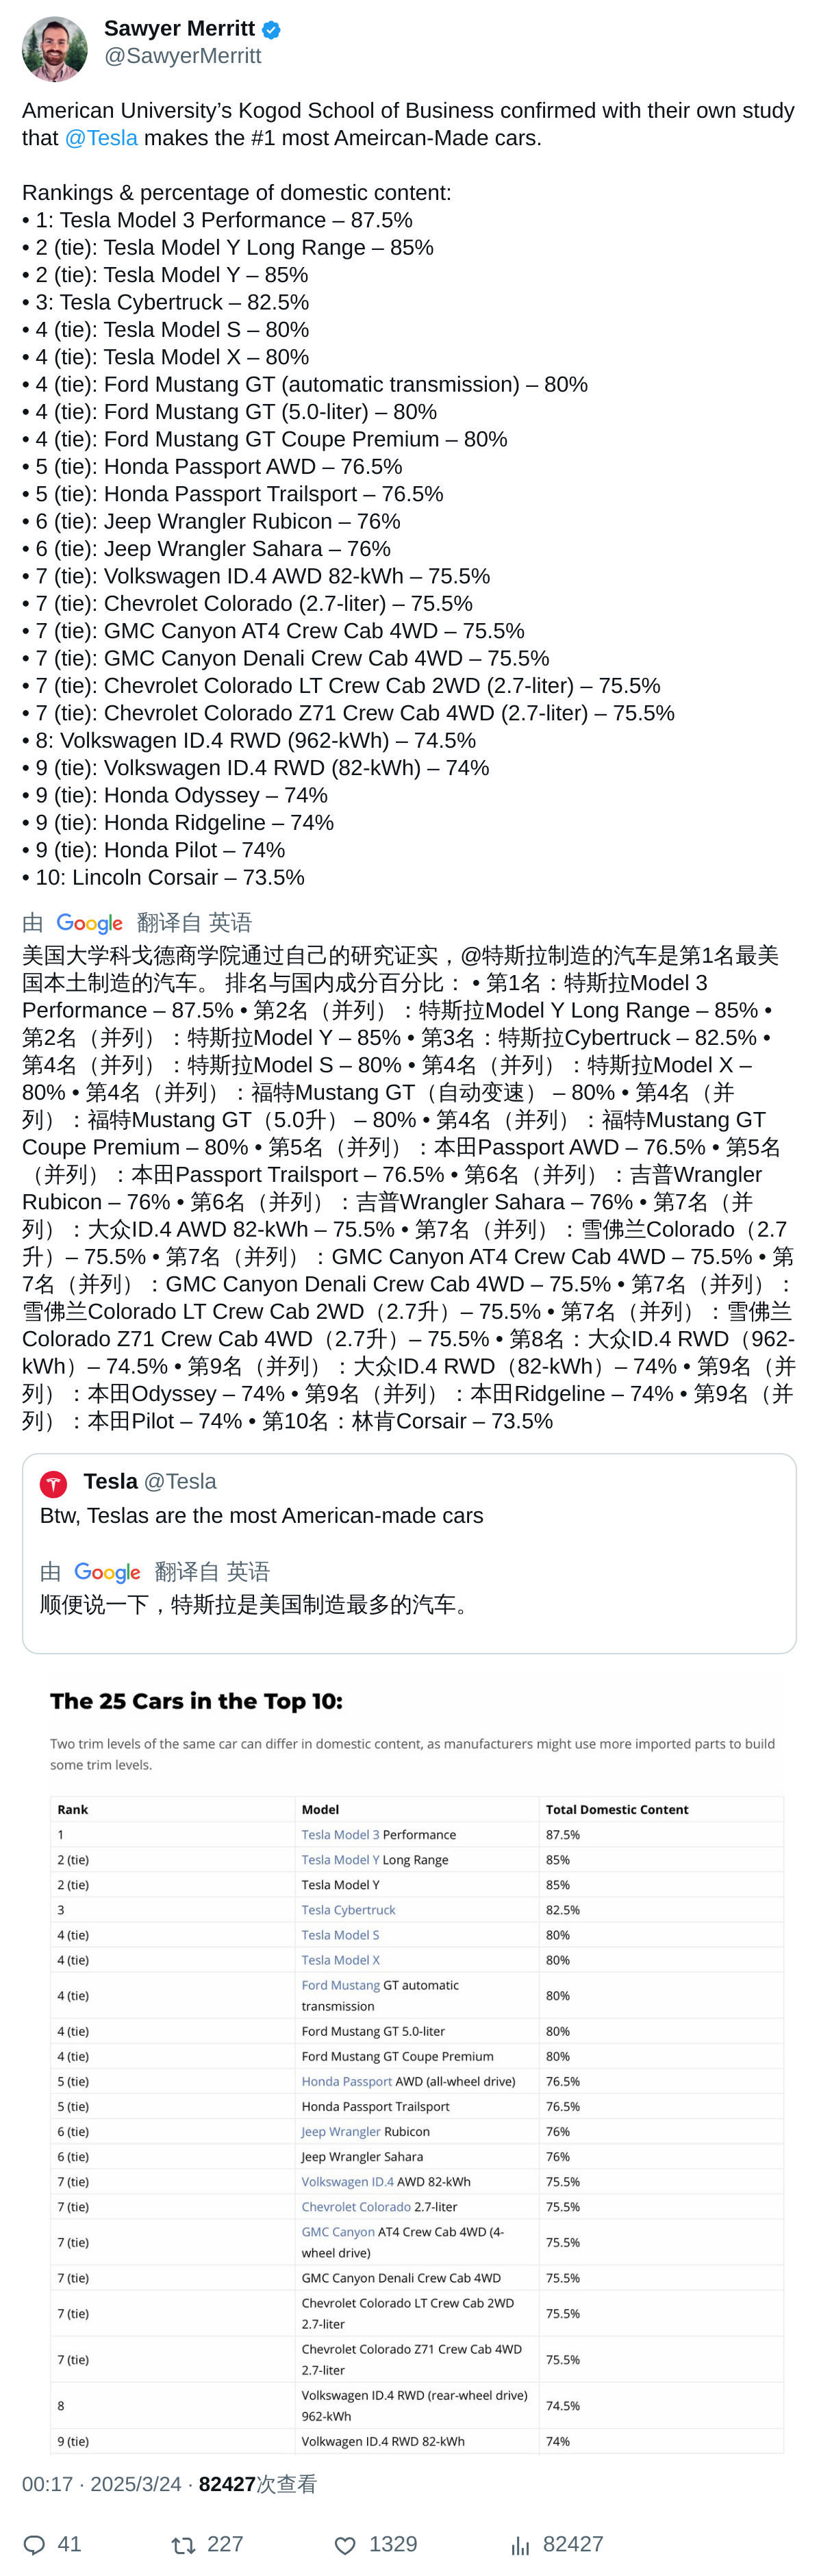 Sawyer Merritt
@SawyerMerritt
American University’s Kogod School of Business confirmed with their own study
that @Tesla makes the #1 most Ameircan-Made cars.
Rankings & percentage of domestic content:
• 1: Tesla Model 3 Performance – 87.5%
• 2 (tie): Tesla Model Y Long Range – 85%
• 2 (tie): Tesla Model Y – 85%
• 3: Tesla Cybertruck – 82.5%
• 4 (tie): Tesla Model S – 80%
• 4 (tie): Tesla Model X – 80%
• 4 (tie): Ford Mustang GT (automatic transmission) – 80%
• 4 (tie): Ford Mustang GT (5.0-liter) – 80%
• 4 (tie): Ford Mustang GT Coupe Premium – 80%
• 5 (tie): Honda Passport AWD – 76.5%
• 5 (tie): Honda Passport Trailsport – 76.5%
• 6 (tie): Jeep Wrangler Rubicon – 76%
• 6 (tie): Jeep Wrangler Sahara – 76%
• 7 (tie): Volkswagen ID.4 AWD 82-kWh – 75.5%
• 7 (tie): Chevrolet Colorado (2.7-liter) – 75.5%
• 7 (tie): GMC Canyon AT4 Crew Cab 4WD – 75.5%
• 7 (tie): GMC Canyon Denali Crew Cab 4WD – 75.5%
• 7 (tie): Chevrolet Colorado LT Crew Cab 2WD (2.7-liter) – 75.5%
• 7 (tie): Chevrolet Colorado Z71 Crew Cab 4WD (2.7-liter) – 75.5%
• 8: Volkswagen ID.4 RWD (962-kWh) – 74.5%
• 9 (tie): Volkswagen ID.4 RWD (82-kWh) – 74%
• 9 (tie): Honda Odyssey – 74%
• 9 (tie): Honda Ridgeline – 74%
• 9 (tie): Honda Pilot – 74%
• 10: Lincoln Corsair – 73.5%
由 Google 翻译自 英语
美国大学科戈德商学院通过自己的研究证实，@特斯拉制造的汽车是第1名最美
国本土制造的汽车。 排名与国内成分百分比： • 第1名：特斯拉Model 3
Performance – 87.5% • 第2名（并列）：特斯拉Model Y Long Range – 85% •
第2名（并列）：特斯拉Model Y – 85% • 第3名：特斯拉Cybertruck – 82.5% •
第4名（并列）：特斯拉Model S – 80% • 第4名（并列）：特斯拉Model X –
80% • 第4名（并列）：福特Mustang GT（自动变速） – 80% • 第4名（并
列）：福特Mustang GT（5.0升） – 80% • 第4名（并列）：福特Mustang GT
Coupe Premium – 80% • 第5名（并列）：本田Passport AWD – 76.5% • 第5名
（并列）：本田Passport Trailsport – 76.5% • 第6名（并列）：吉普Wrangler
Rubicon – 76% • 第6名（并列）：吉普Wrangler Sahara – 76% • 第7名（并
列）：大众ID.4 AWD 82-kWh – 75.5% • 第7名（并列）：雪佛兰Colorado（2.7
升）– 75.5% • 第7名（并列）：GMC Canyon AT4 Crew Cab 4WD – 75.5% • 第
7名（并列）：GMC Canyon Denali Crew Cab 4WD – 75.5% • 第7名（并列）：
雪佛兰Colorado LT Crew Cab 2WD（2.7升）– 75.5% • 第7名（并列）：雪佛兰
Colorado Z71 Crew Cab 4WD（2.7升）– 75.5% • 第8名：大众ID.4 RWD（962-
kWh）– 74.5% • 第9名（并列）：大众ID.4 RWD（82-kWh）– 74% • 第9名（并
列）：本田Odyssey – 74% • 第9名（并列）：本田Ridgeline – 74% • 第9名（并
列）：本田Pilot – 74% • 第10名：林肯Corsair – 73.5%
Tesla @Tesla
Btw, Teslas are the most American-made cars
由 Google 翻译自 英语
顺便说一下，特斯拉是美国制造最多的汽车。
The 25 Cars in the Top 10:
Two trim levels of the same car can differ in domestic content, as manufacturers might use more imported parts to build
some trim levels.
Rank Model Total Domestic Content
1 Tesla Model 3 Performance 87.5%
2 (tie) Tesla Model Y Long Range 85%
2 (tie) Tesla Model Y 85%
3 Tesla Cybertruck 82.5%
4 (tie) Tesla Model S 80%
4 (tie) Tesla Model X 80%
4 (tie) Ford Mustang GT automatic
transmission 80%
4 (tie) Ford Mustang GT 5.0-liter 80%
4 (tie) Ford Mustang GT Coupe Premium 80%
5 (tie) Honda Passport AWD (all-wheel drive) 76.5%
5 (tie) Honda Passport Trailsport 76.5%
6 (tie) Jeep Wrangler Rubicon 76%
6 (tie) Jeep Wrangler Sahara 76%
7 (tie) Volkswagen ID.4 AWD 82-kWh 75.5%
7 (tie) Chevrolet Colorado 2.7-liter 75.5%
7 (tie) GMC Canyon AT4 Crew Cab 4WD (4-
wheel drive) 75.5%
7 (tie) GMC Canyon Denali Crew Cab 4WD 75.5%
7 (tie) Chevrolet Colorado LT Crew Cab 2WD
2.7-liter 75.5%
7 (tie) Chevrolet Colorado Z71 Crew Cab 4WD
2.7-liter 75.5%
8 Volkswagen ID.4 RWD (rear-wheel drive)
962-kWh 74.5%
9 (tie) Volkwagen ID.4 RWD 82-kWh 74%
00:17 · 2025/3/24 · 82427次查看
41 227 1329 82427